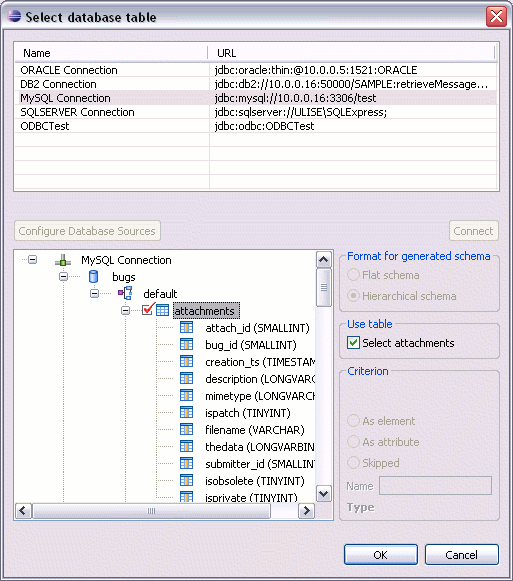 Select database table
Name URL
ORACLE Connection jdbc:oracle:thin:@10.0.0.5:1521:ORACLE
DB2 Connection jdbc:db2://10.0.0.16:50000/SAMPLE:retrieveMessage...
MySQL Connection jdbc:mysql://10.0.0.16:3306/test
SQLSERVER Connection jdbc:sqlserver://ULISE\SQLExpress;
ODBCTest jdbc:odbc:ODBCTest
Configure Database Sources Connect
MySQL Connection
bugs
default
attachments
attach_id (SMALLINT)
bug_id (SMALLINT)
creation_ts (TIMESTAM
description (LONGVARC
mimetype (LONGVARC
ispatch (TINYINT)
filename (VARCHAR)
thedata (LONGVARBIN
submitter_id (SMALLIN
isobsolete (TINYINT)
isprivate (TINYINT)
Format for generated schema
Flat schema
Hierarchical schema
Use table
Select attachments
Criterion
As element
As attribute
Skipped
Name
Type
OK Cancel